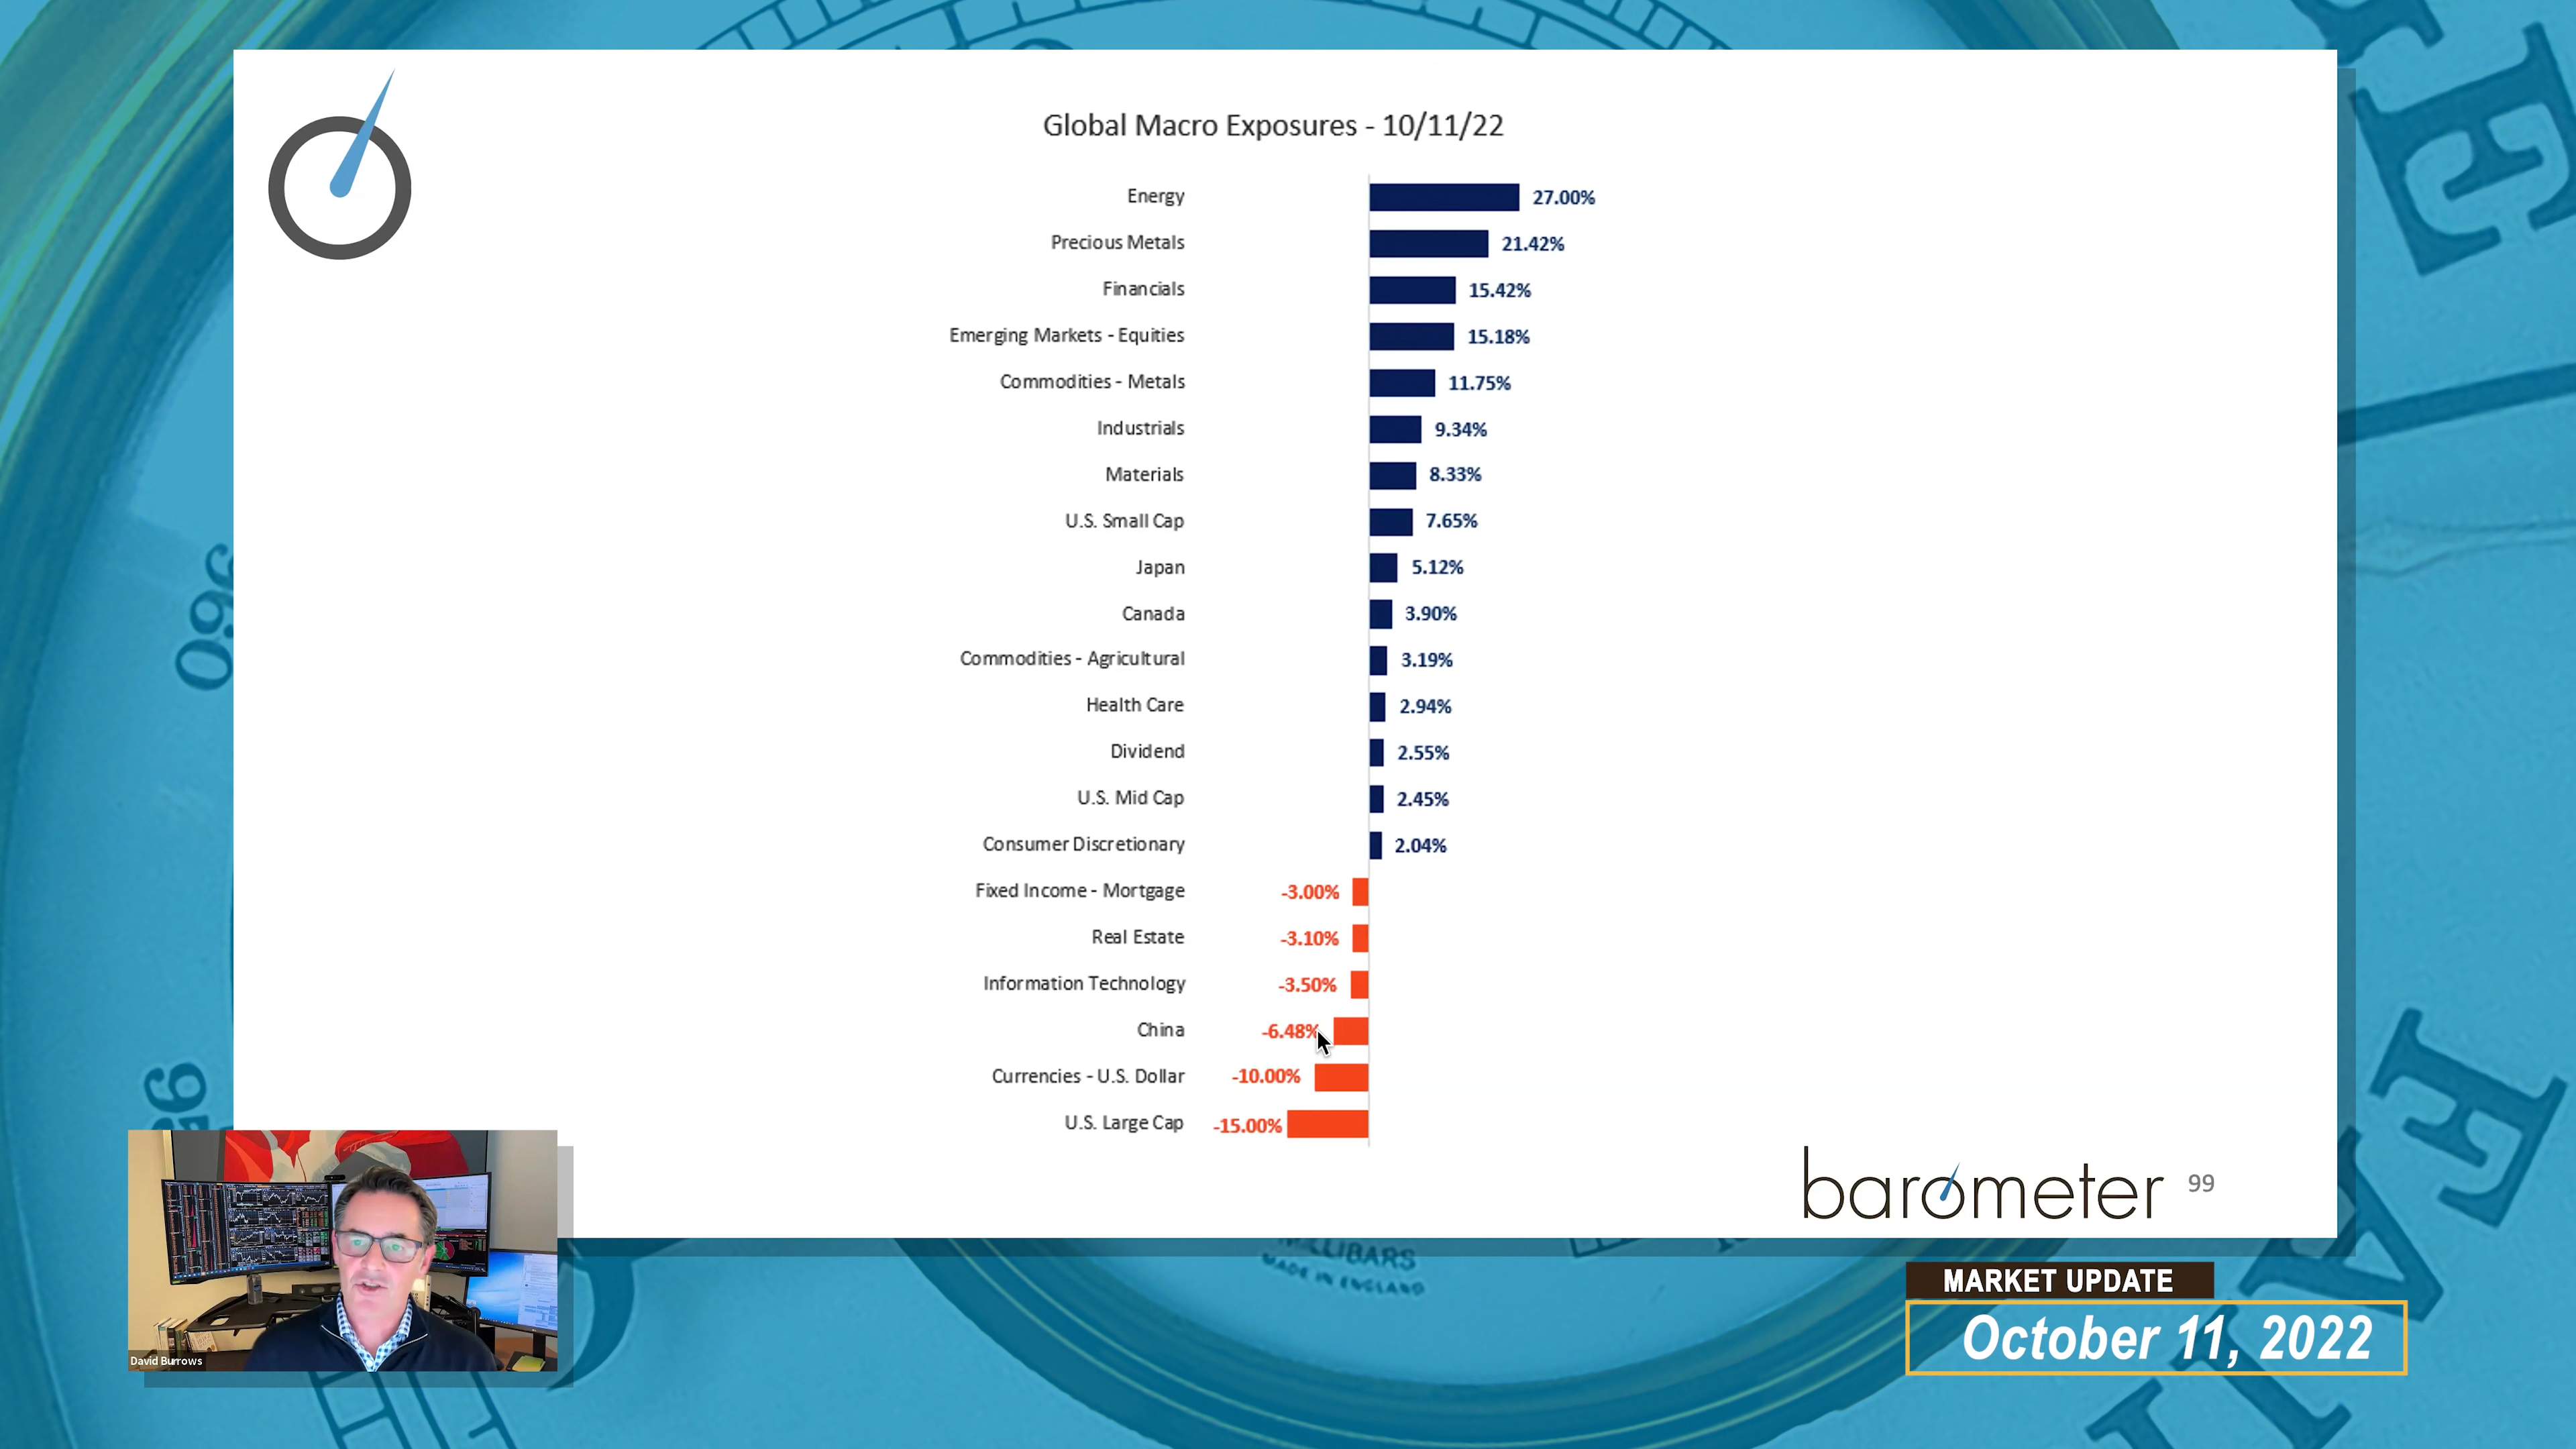 Global Macro Exposures - 10/11/22
Energy 27.00%
Precious Metals 21.42%
Financials 15.42%
Emerging Markets - Equities 15.18%
Commodities - Metals 11.75%
Industrials 9.34%
Materials 8.33%
U.S. Small Cap 7.65%
Japan 5.12%
Canada 3.90%
Commodities - Agricultural 3.19%
Health Care 2.94%
Dividend 2.55%
U.S. Mid Cap 2.45%
Consumer Discretionary 2.04%
Fixed Income - Mortgage -3.00%
Real Estate -3.10%
Information Technology -3.50%
China -6.48%
Currencies - U.S. Dollar -10.00%
U.S. Large Cap -15.00%
barometer 99
960
MADE IN ENGLAND
MARKET UPDATE
October 11, 2022
David Burrows